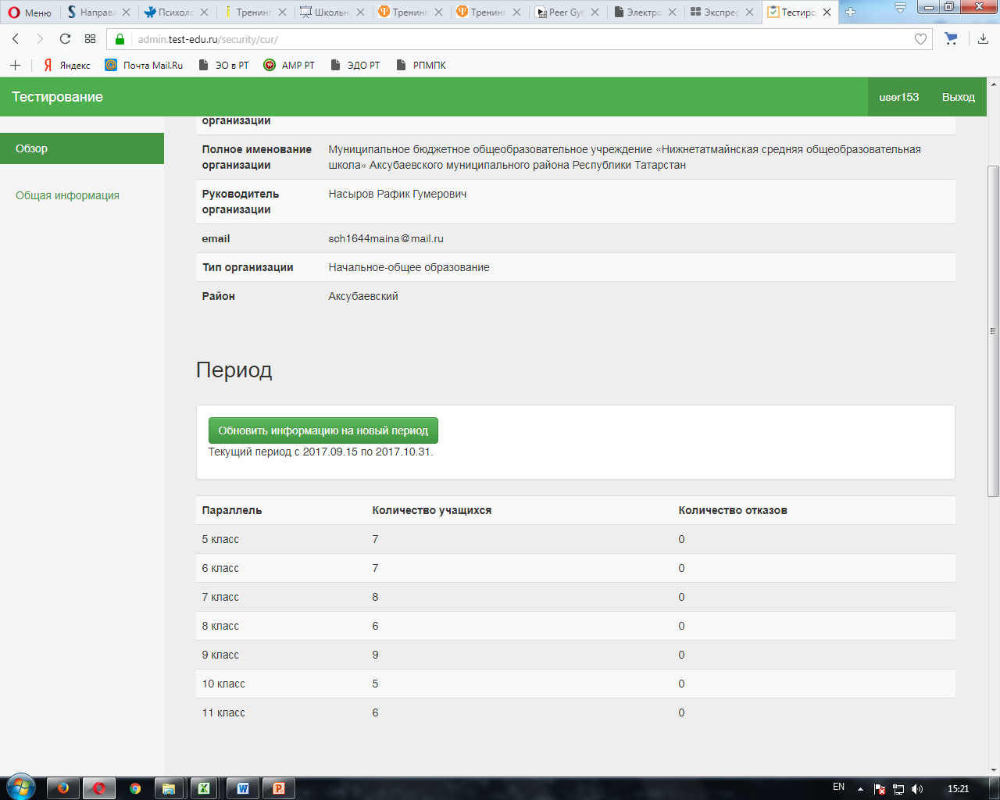 Меню
Направл
Психоло
Тренинг
Школьн
Тренинг
Тренинг
Peer Gy
Электро
Экспрес
Тестиро
admin.test-edu.ru/security/cur/
Яндекс
Почта Mail.Ru
ЭО в РТ
АМР РТ
ЭДО РТ
РПМПК
Тестирование
user153
Выход
Обзор
Общая информация
организации
Полное именование организации
Муниципальное бюджетное общеобразовательное учреждение «Нижнетатмайнская средняя общеобразовательная
школа» Аксубаевского муниципального района Республики Татарстан
Руководитель организации
Насыров Рафик Гумерович
email
soh1644maina@mail.ru
Тип организации
Начальное-общее образование
Район
Аксубаевский
Период
Обновить информацию на новый период
Текущий период с 2017.09.15 по 2017.10.31.
Параллель Количество учащихся Количество отказов
5 класс 7 0
6 класс 7 0
7 класс 8 0
8 класс 6 0
9 класс 9 0
10 класс 5 0
11 класс 6 0
EN
15:21